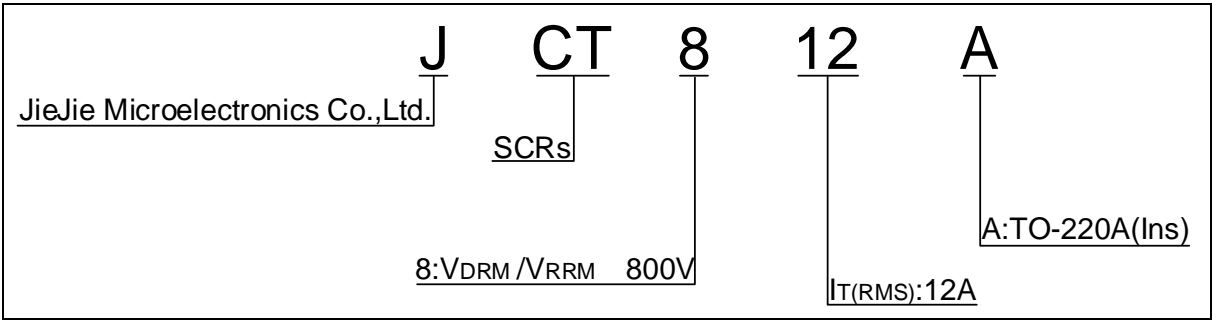 J CT 8 12 A
JieJie Microelectronics Co.,Ltd.
SCRs
A:TO-220A(Ins)
8:VDRM/VRRM 800V
IT(RMS):12A